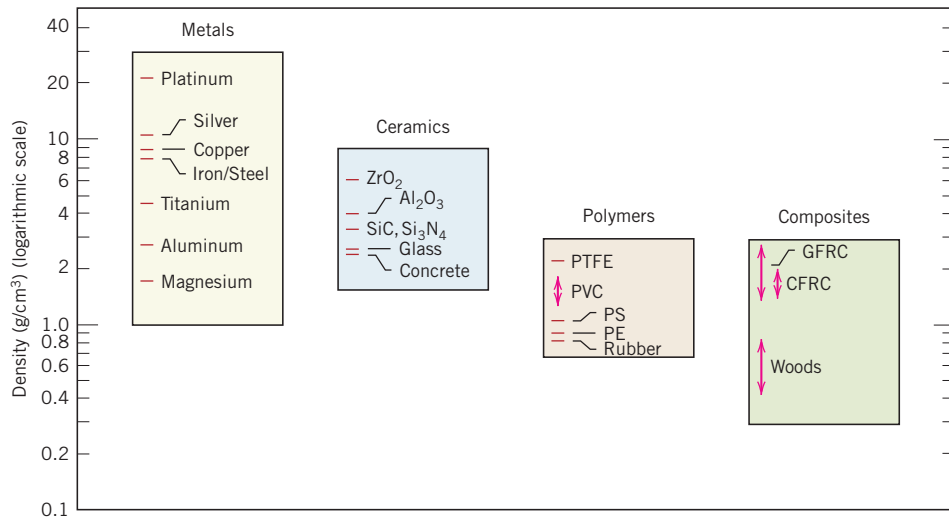 Density (g/cm³) (logarithmic scale)
40
20
10
8
6
4
2
1.0
0.8
0.6
0.4
0.2
0.1
Metals
Platinum
Silver
Copper
Iron/Steel
Titanium
Aluminum
Magnesium
Ceramics
ZrO₂
Al₂O₃
SiC, Si₃N₄
Glass
Concrete
Polymers
PTFE
PVC
PS
PE
Rubber
Composites
GFRC
CFRC
Woods